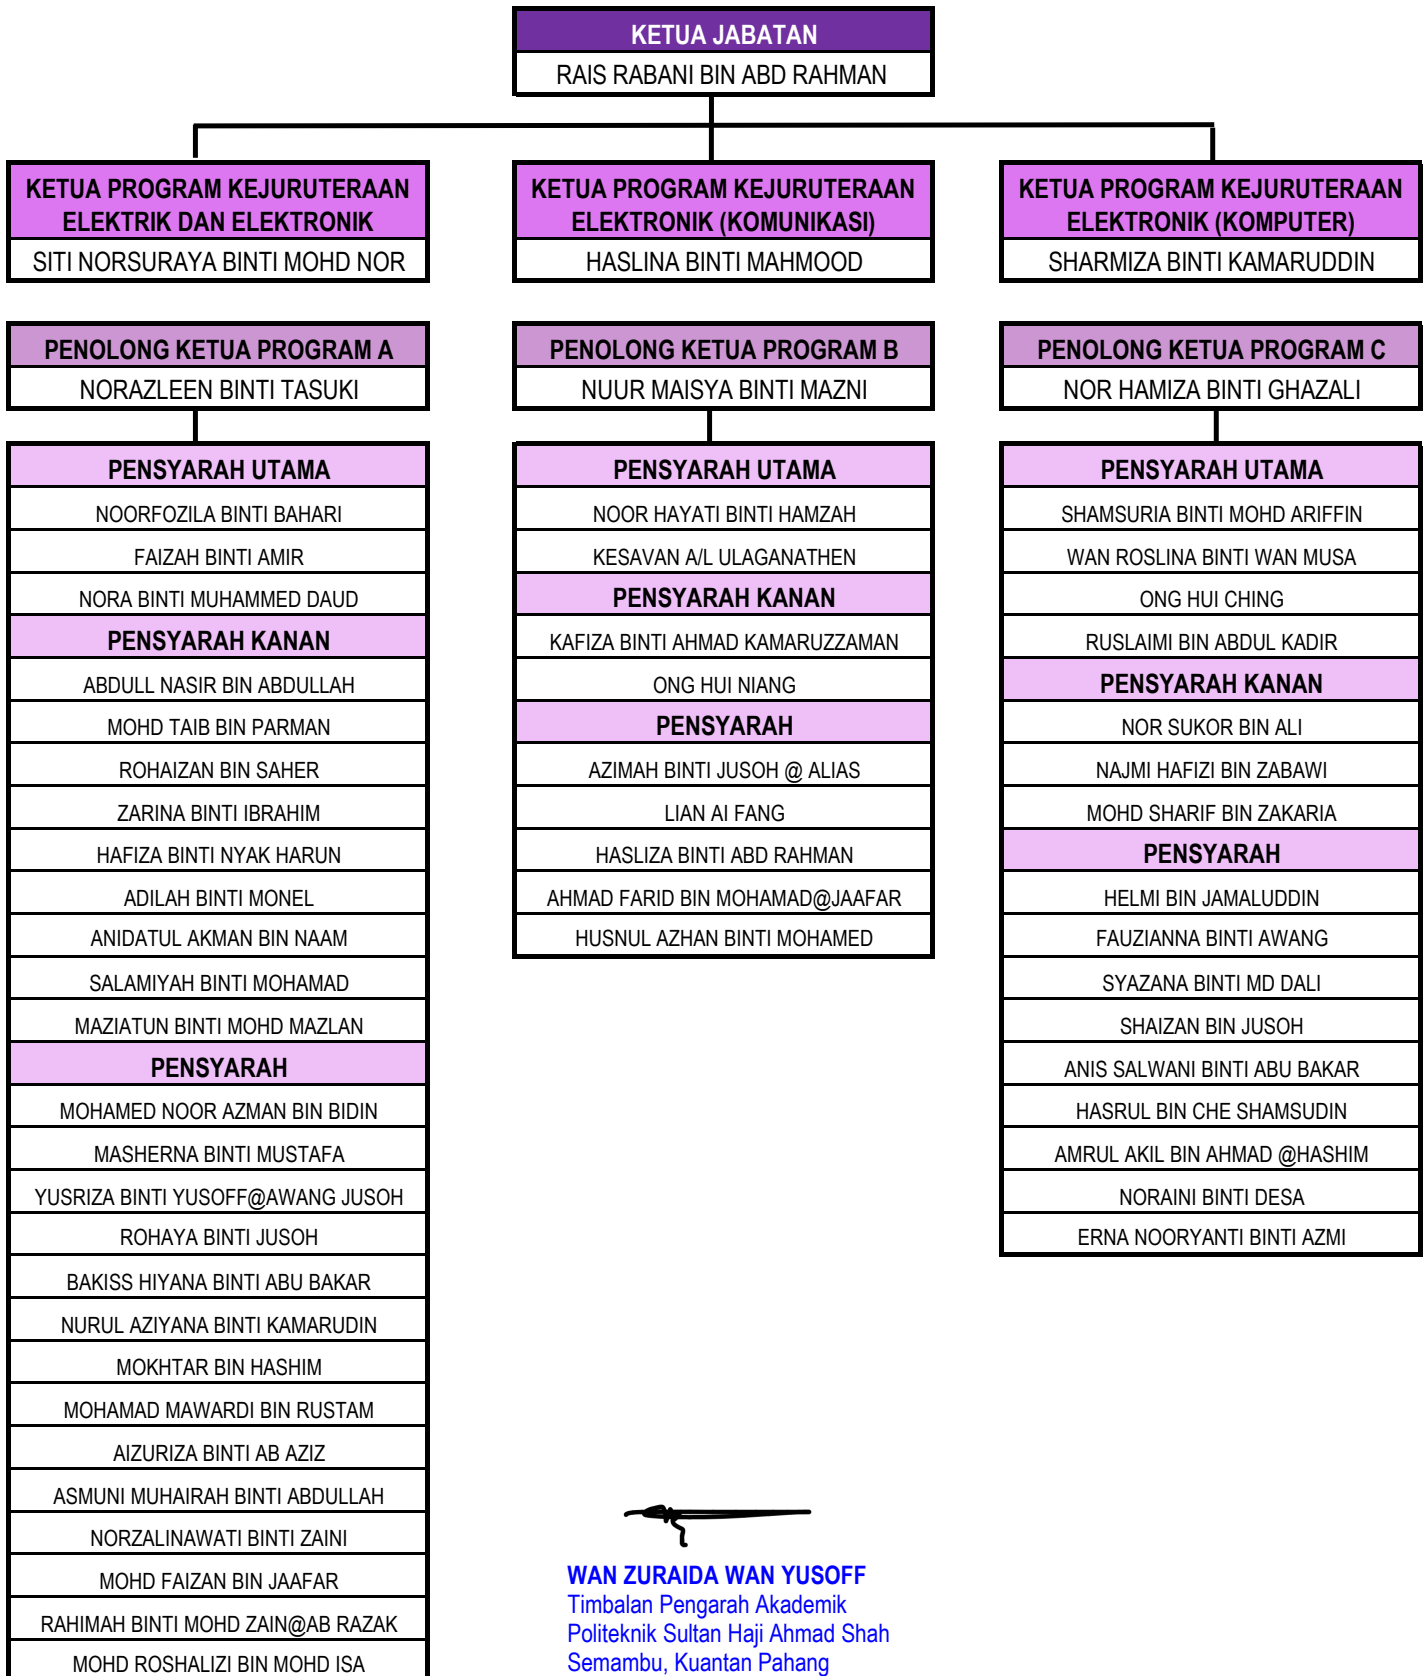 KETUA JABATAN
RAIS RABANI BIN ABD RAHMAN
KETUA PROGRAM KEJURUTERAAN
ELEKTRIK DAN ELEKTRONIK
SITI NORSURAYA BINTI MOHD NOR
KETUA PROGRAM KEJURUTERAAN
ELEKTRONIK (KOMUNIKASI)
HASLINA BINTI MAHMOOD
KETUA PROGRAM KEJURUTERAAN
ELEKTRONIK (KOMPUTER)
SHARMIZA BINTI KAMARUDDIN
PENOLONG KETUA PROGRAM A
NORAZLEEN BINTI TASUKI
PENSYARAH UTAMA
NOORFOZILA BINTI BAHARI
FAIZAH BINTI AMIR
NORA BINTI MUHAMMED DAUD
PENSYARAH KANAN
ABDULL NASIR BIN ABDULLAH
MOHD TAIB BIN PARMAN
ROHAIZAN BIN SAHER
ZARINA BINTI IBRAHIM
HAFIZA BINTI NYAK HARUN
ADILAH BINTI MONEL
ANIDATUL AKMAN BIN NAAM
SALAMIYAH BINTI MOHAMAD
MAZIATUN BINTI MOHD MAZLAN
PENSYARAH
MOHAMED NOOR AZMAN BIN BIDIN
MASHERNA BINTI MUSTAFA
YUSRIZA BINTI YUSOFF@AWANG JUSOH
ROHAYA BINTI JUSOH
BAKISS HIYANA BINTI ABU BAKAR
NURUL AZIYANA BINTI KAMARUDIN
MOKHTAR BIN HASHIM
MOHAMAD MAWARDI BIN RUSTAM
AIZURIZA BINTI AB AZIZ
ASMUNI MUHAIRAH BINTI ABDULLAH
NORZALINAWATI BINTI ZAINI
MOHD FAIZAN BIN JAAFAR
RAHIMAH BINTI MOHD ZAIN@AB RAZAK
MOHD ROSHALIZI BIN MOHD ISA
PENOLONG KETUA PROGRAM B
NUUR MAISYA BINTI MAZNI
PENSYARAH UTAMA
NOOR HAYATI BINTI HAMZAH
KESAVAN A/L ULAGANATHEN
PENSYARAH KANAN
KAFIZA BINTI AHMAD KAMARUZZAMAN
ONG HUI NIANG
PENSYARAH
AZIMAH BINTI JUSOH @ ALIAS
LIAN AI FANG
HASLIZA BINTI ABD RAHMAN
AHMAD FARID BIN MOHAMAD@JAAFAR
HUSNUL AZHAN BINTI MOHAMED
PENOLONG KETUA PROGRAM C
NOR HAMIZA BINTI GHAZALI
PENSYARAH UTAMA
SHAMSURIA BINTI MOHD ARIFFIN
WAN ROSLINA BINTI WAN MUSA
ONG HUI CHING
RUSLAIMI BIN ABDUL KADIR
PENSYARAH KANAN
NOR SUKOR BIN ALI
NAJMI HAFIZI BIN ZABAWI
MOHD SHARIF BIN ZAKARIA
PENSYARAH
HELMI BIN JAMALUDDIN
FAUZIANNA BINTI AWANG
SYAZANA BINTI MD DALI
SHAIZAN BIN JUSOH
ANIS SALWANI BINTI ABU BAKAR
HASRUL BIN CHE SHAMSUDIN
AMRUL AKIL BIN AHMAD @HASHIM
NORAINI BINTI DESA
ERNA NOORYANTI BINTI AZMI
WAN ZURAIDA WAN YUSOFF
Timbalan Pengarah Akademik
Politeknik Sultan Haji Ahmad Shah
Semambu, Kuantan Pahang